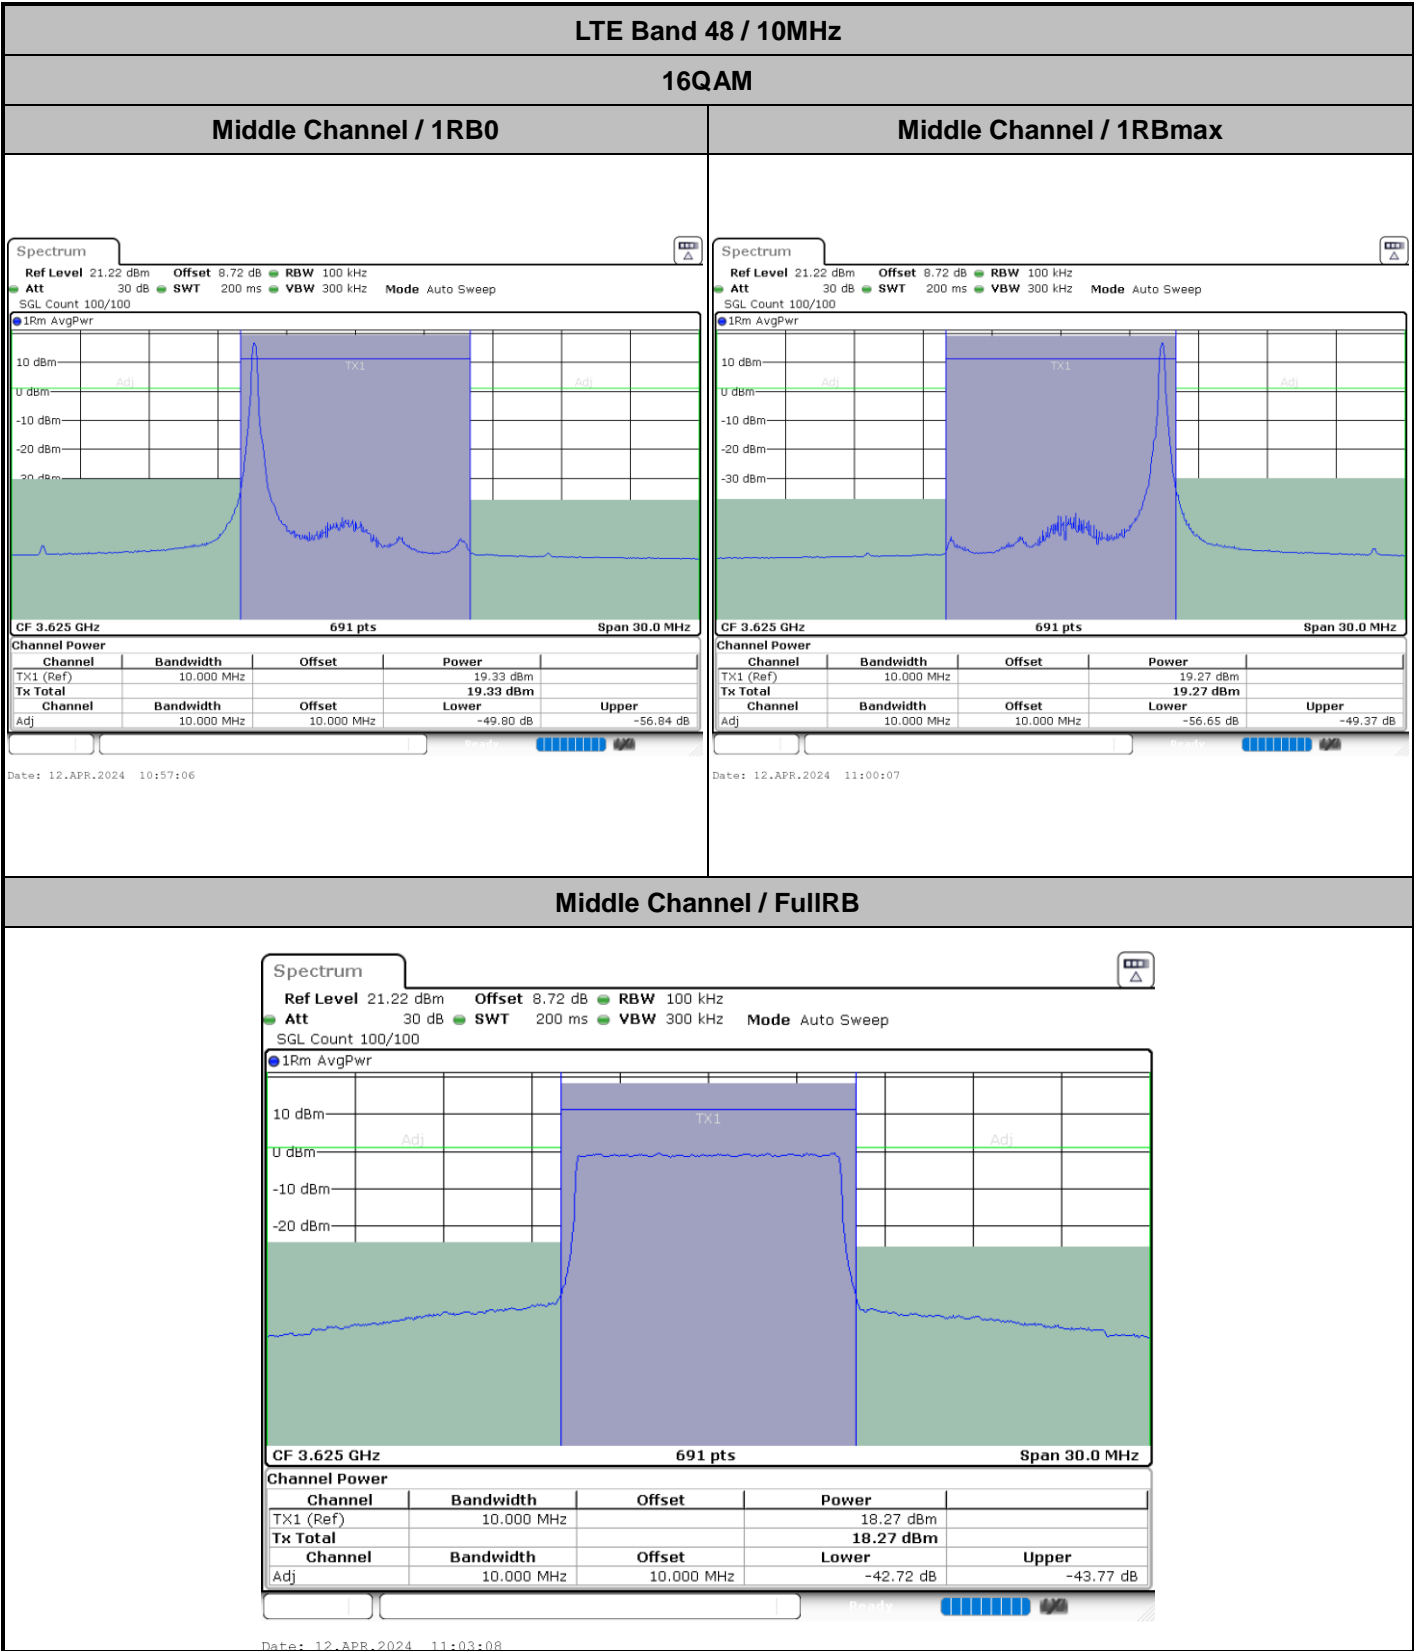 LTE Band 48 / 10MHz
16QAM
Middle Channel / 1RB0
Middle Channel / 1RBmax
Spectrum
Ref Level 21.22 dBm Offset 8.72 dB RBW 100 kHz
Att 30 dB SWT 200 ms VBW 300 kHz Mode Auto Sweep
SGL Count 100/100
1Rm AvgPwr
10 dBm
TX1
Adj
Adj
0 dBm
-10 dBm
-20 dBm
-30 dBm
CF 3.625 GHz 691 pts Span 30.0 MHz
Channel Power
Channel Bandwidth Offset Power
TX1 (Ref) 10.000 MHz 19.33 dBm
Tx Total 19.33 dBm
Channel Bandwidth Offset Lower Upper
Adj 10.000 MHz 10.000 MHz -49.80 dB -56.84 dB
Ready
Date: 12.APR.2024 10:57:06
Spectrum
Ref Level 21.22 dBm Offset 8.72 dB RBW 100 kHz
Att 30 dB SWT 200 ms VBW 300 kHz Mode Auto Sweep
SGL Count 100/100
1Rm AvgPwr
10 dBm
TX1
Adj
Adj
0 dBm
-10 dBm
-20 dBm
-30 dBm
CF 3.625 GHz 691 pts Span 30.0 MHz
Channel Power
Channel Bandwidth Offset Power
TX1 (Ref) 10.000 MHz 19.27 dBm
Tx Total 19.27 dBm
Channel Bandwidth Offset Lower Upper
Adj 10.000 MHz 10.000 MHz -56.65 dB -49.37 dB
Ready
Date: 12.APR.2024 11:00:07
Middle Channel / FullRB
Spectrum
Ref Level 21.22 dBm Offset 8.72 dB RBW 100 kHz
Att 30 dB SWT 200 ms VBW 300 kHz Mode Auto Sweep
SGL Count 100/100
1Rm AvgPwr
10 dBm
TX1
Adj
Adj
0 dBm
-10 dBm
-20 dBm
CF 3.625 GHz 691 pts Span 30.0 MHz
Channel Power
Channel Bandwidth Offset Power
TX1 (Ref) 10.000 MHz 18.27 dBm
Tx Total 18.27 dBm
Channel Bandwidth Offset Lower Upper
Adj 10.000 MHz 10.000 MHz -42.72 dB -43.77 dB
Ready
Date: 12.APR.2024 11:03:08